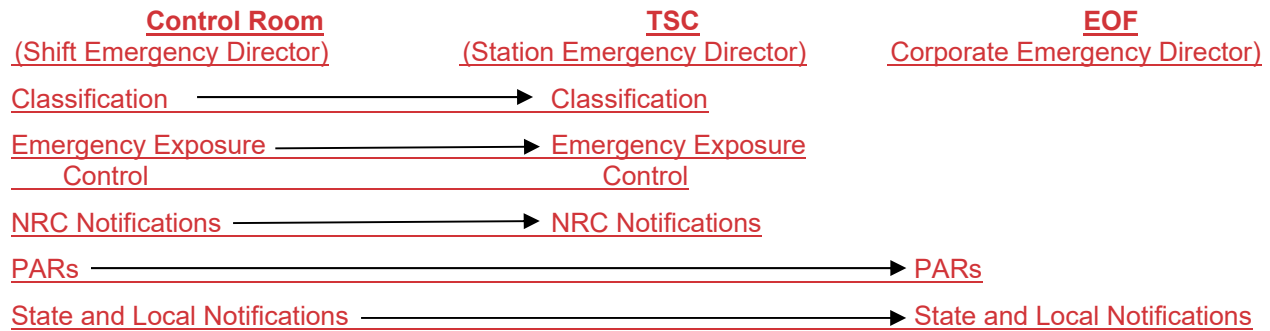 Control Room TSC EOF
(Shift Emergency Director) (Station Emergency Director) Corporate Emergency Director)
Classification Classification
Emergency Exposure Emergency Exposure
Control Control
NRC Notifications NRC Notifications
PARs PARs
State and Local Notifications State and Local Notifications